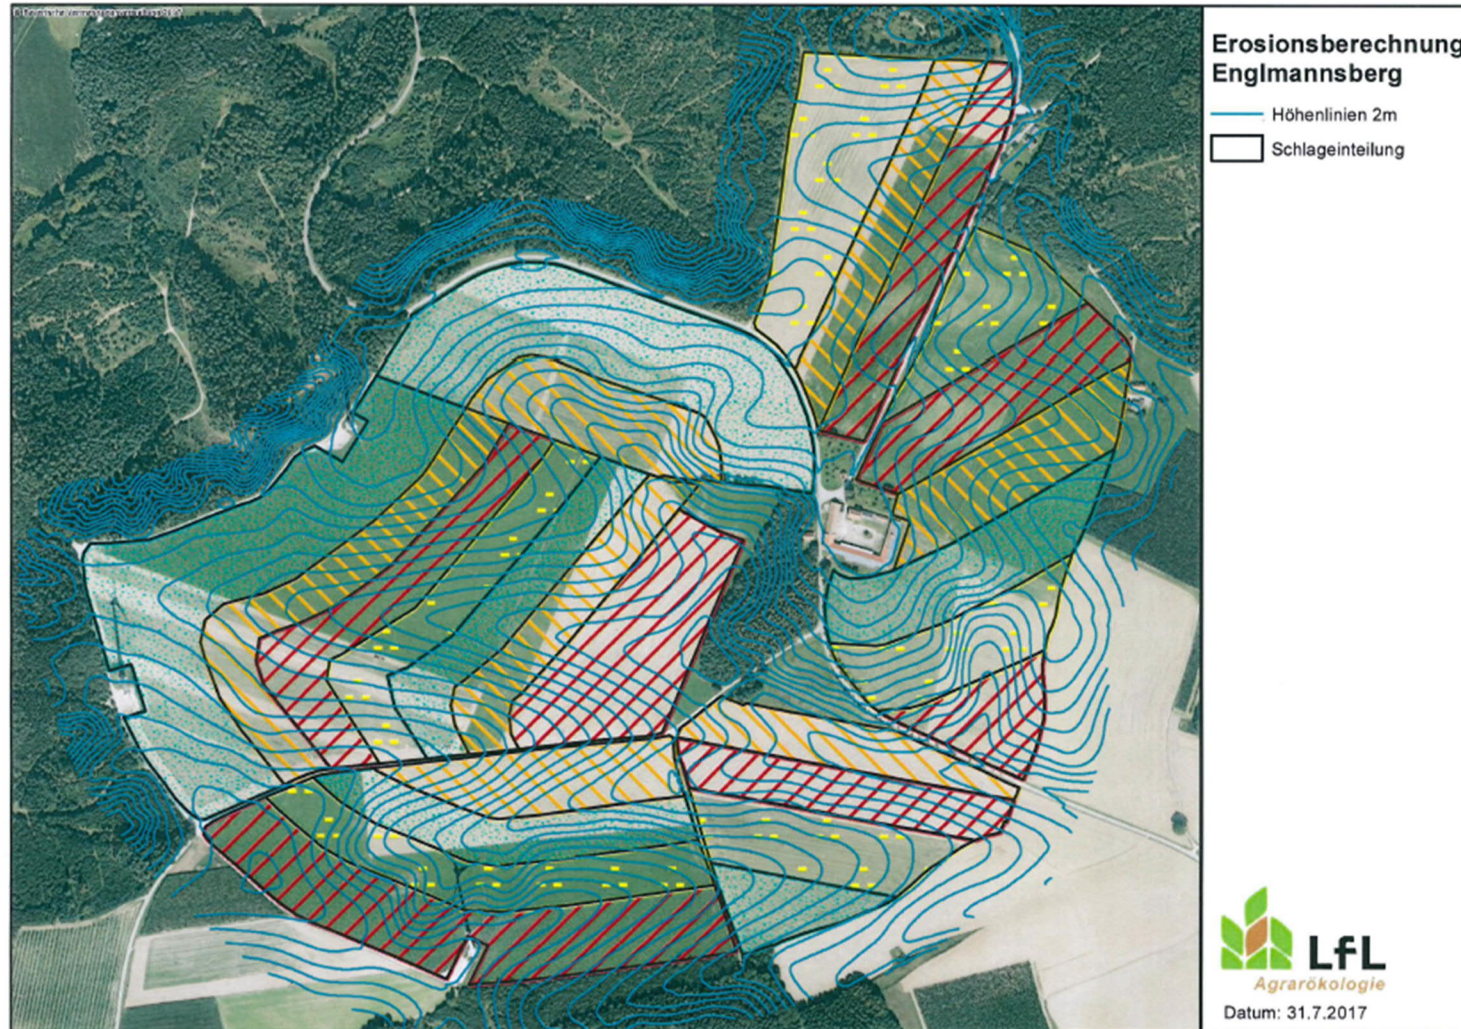 Erosionsberechnung
Englmannsberg
Höhenlinien 2m
Schlageinteilung
LfL
Agrarökologie
Datum: 31.7.2017